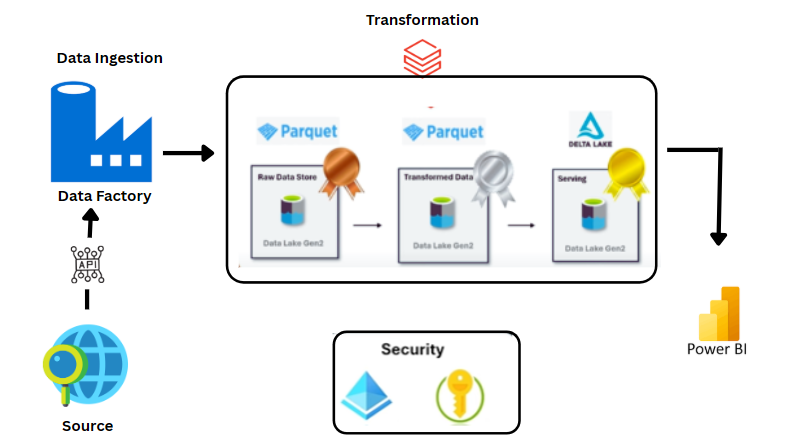 Transformation
Data Ingestion
Parquet
Parquet
DELTA LAKE
Raw Data Store
Transformed Data
Serving
Data Lake Gen2
Data Lake Gen2
Data Lake Gen2
Data Factory
API
Source
Security
Power BI